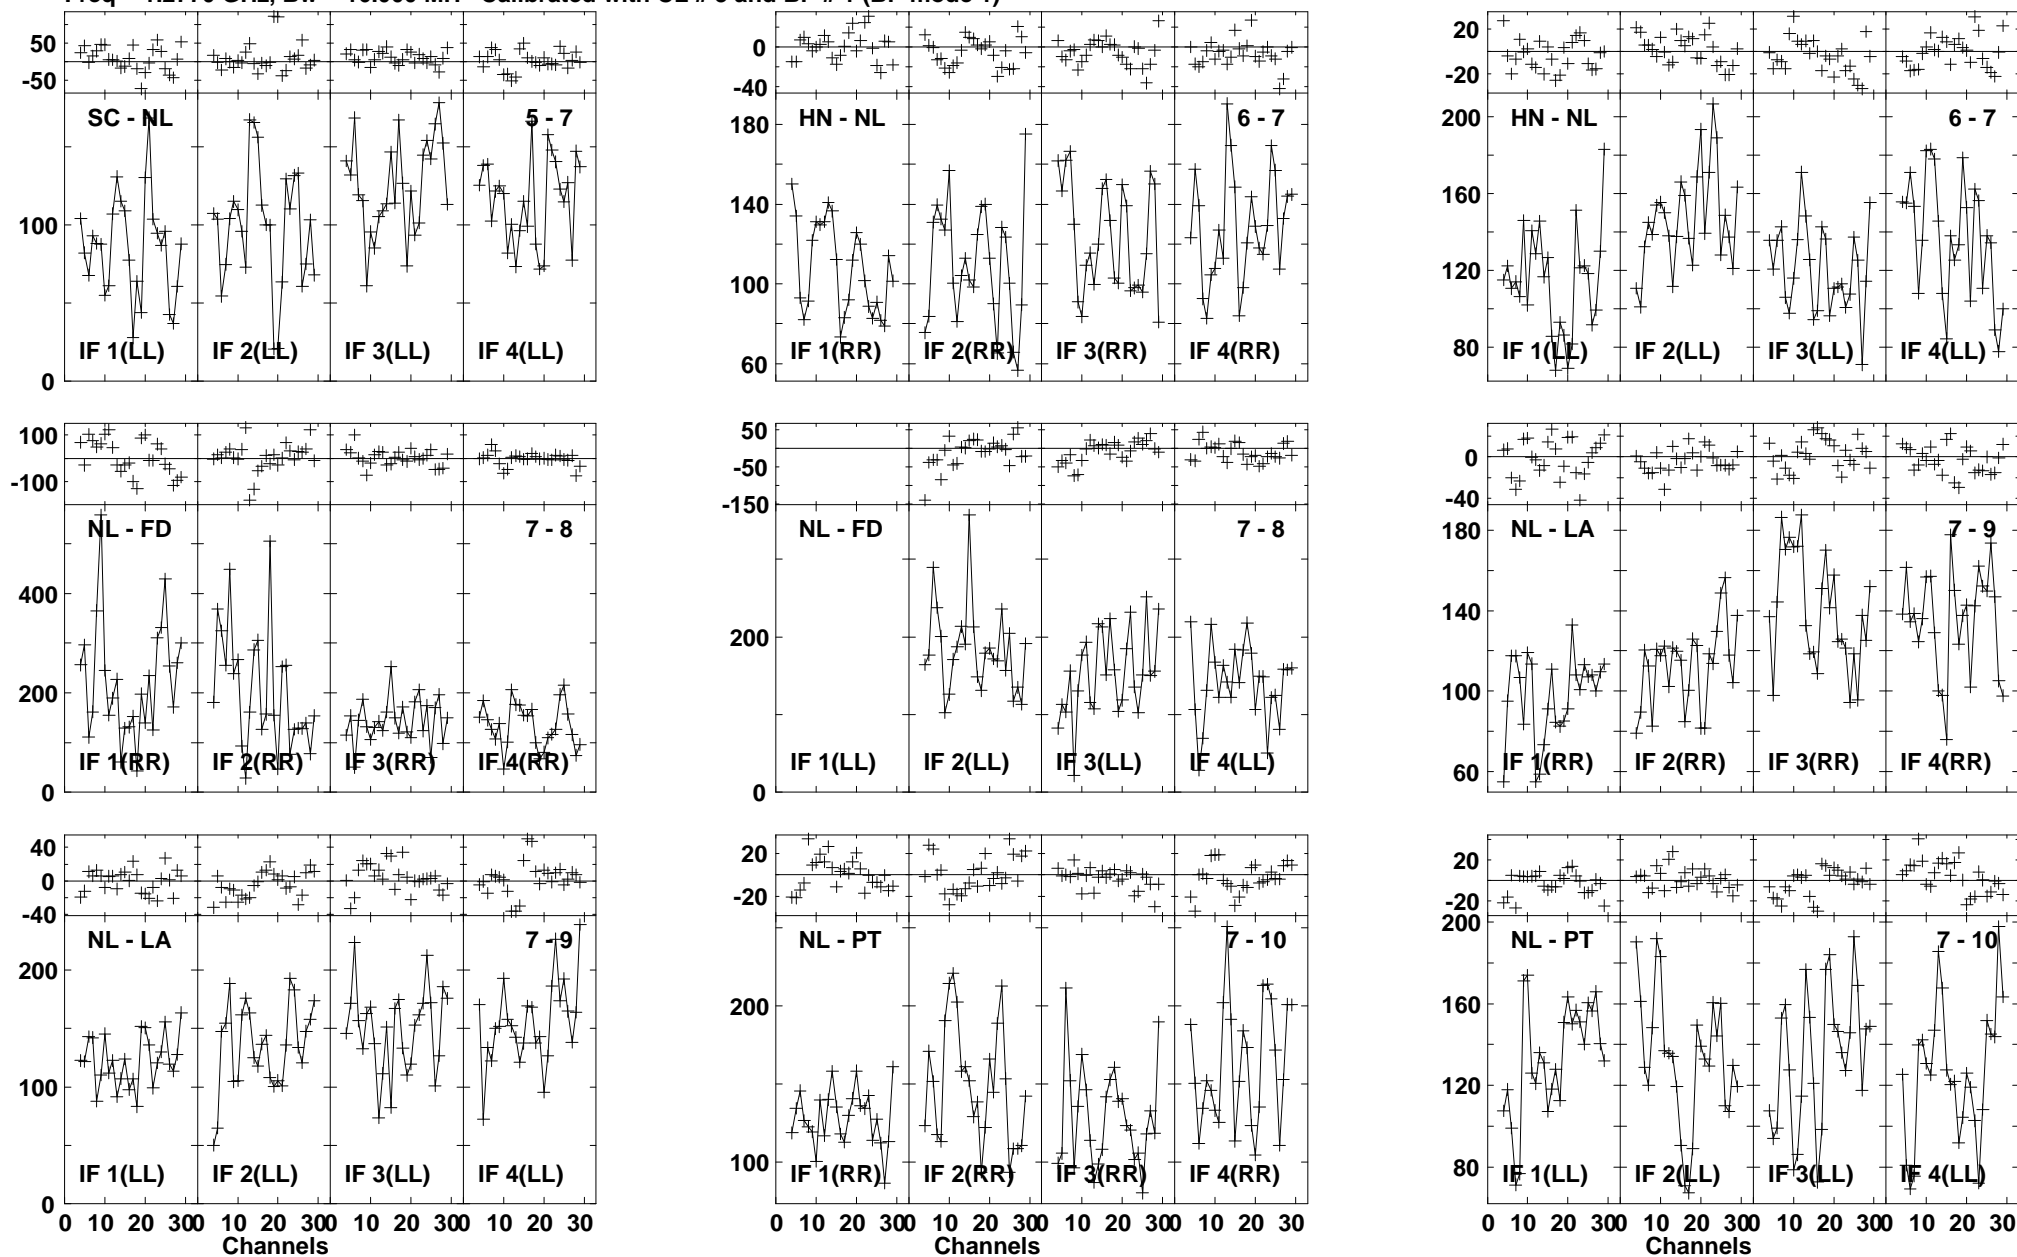 50
-50
SC - NL
5 - 7
100
0
IF 1(LL)
IF 2(LL)
IF 3(LL)
IF 4(LL)
0
-40
HN - NL
6 - 7
180
140
100
60
IF 1(RR)
IF 2(RR)
IF 3(RR)
IF 4(RR)
20
-20
HN - NL
6 - 7
200
160
120
80
IF 1(LL)
IF 2(LL)
IF 3(LL)
IF 4(LL)
100
-100
NL - FD
7 - 8
400
200
0
IF 1(RR)
IF 2(RR)
IF 3(RR)
IF 4(RR)
50
-50
-150
NL - FD
7 - 8
200
0
IF 1(LL)
IF 2(LL)
IF 3(LL)
IF 4(LL)
0
-40
NL - LA
7 - 9
180
140
100
60
IF 1(RR)
IF 2(RR)
IF 3(RR)
IF 4(RR)
40
0
-40
NL - LA
7 - 9
200
100
0
IF 1(LL)
IF 2(LL)
IF 3(LL)
IF 4(LL)
0 10 20 30 0 10 20 30 0 10 20 30 0 10 20 30
Channels
20
-20
NL - PT
7 - 10
200
100
IF 1(RR)
IF 2(RR)
IF 3(RR)
IF 4(RR)
0 10 20 30 0 10 20 30 0 10 20 30 0 10 20 30
Channels
20
-20
NL - PT
7 - 10
200
160
120
80
IF 1(LL)
IF 2(LL)
IF 3(LL)
IF 4(LL)
0 10 20 30 0 10 20 30 0 10 20 30 0 10 20 30
Channels